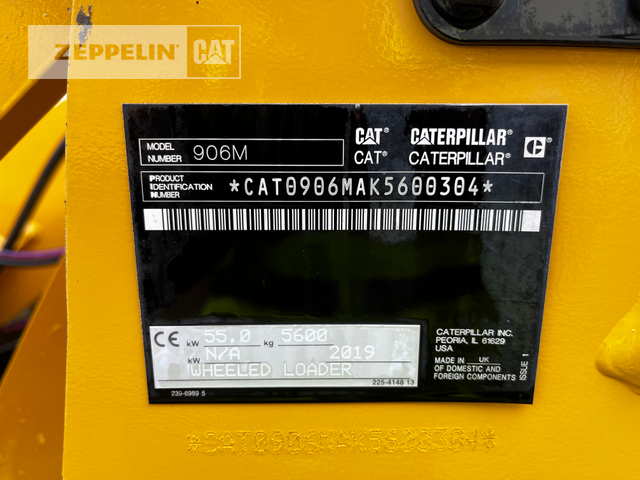 ZEPPELIN CAT
MODEL NUMBER 906M
CAT CATERPILLAR
CAT® CATERPILLAR®
PRODUCT IDENTIFICATION NUMBER *CAT0906MAK5600304*
CE kW 55.0 kg 5600
kW N/A 2019
WHEELED LOADER
225-4148 13
239-6989 5
CATERPILLAR INC.
PEORIA, IL 61629
USA
MADE IN UK
OF DOMESTIC AND
FOREIGN COMPONENTS
ISSUE 1
*CAT0906MAK5600304*